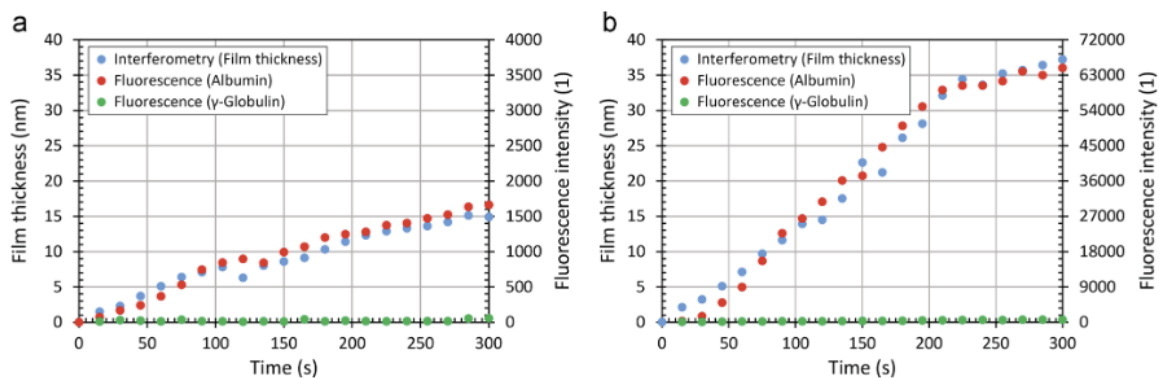 a
40
35
30
25
20
15
10
5
0
Film thickness (nm)
Interferometry (Film thickness)
Fluorescence (Albumin)
Fluorescence (γ-Globulin)
4000
3500
3000
2500
2000
1500
1000
500
0
Fluorescence intensity (1)
0 50 100 150 200 250 300
Time (s)
b
40
35
30
25
20
15
10
5
0
Film thickness (nm)
Interferometry (Film thickness)
Fluorescence (Albumin)
Fluorescence (γ-Globulin)
72000
63000
54000
45000
36000
27000
18000
9000
0
Fluorescence intensity (1)
0 50 100 150 200 250 300
Time (s)